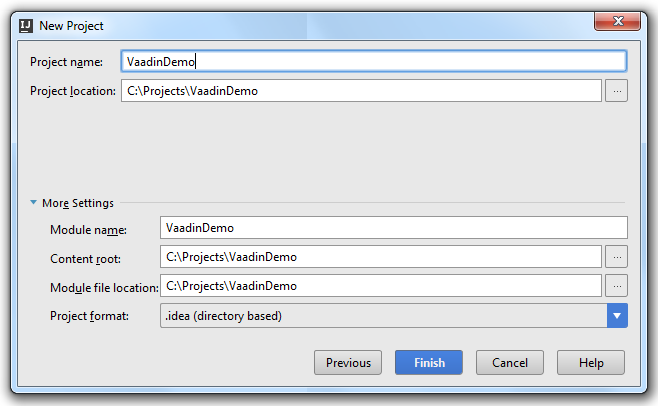 IJ New Project
Project name: VaadinDemo
Project location: C:\Projects\VaadinDemo ...
More Settings
Module name: VaadinDemo
Content root: C:\Projects\VaadinDemo ...
Module file location: C:\Projects\VaadinDemo ...
Project format: .idea (directory based)
Previous Finish Cancel Help